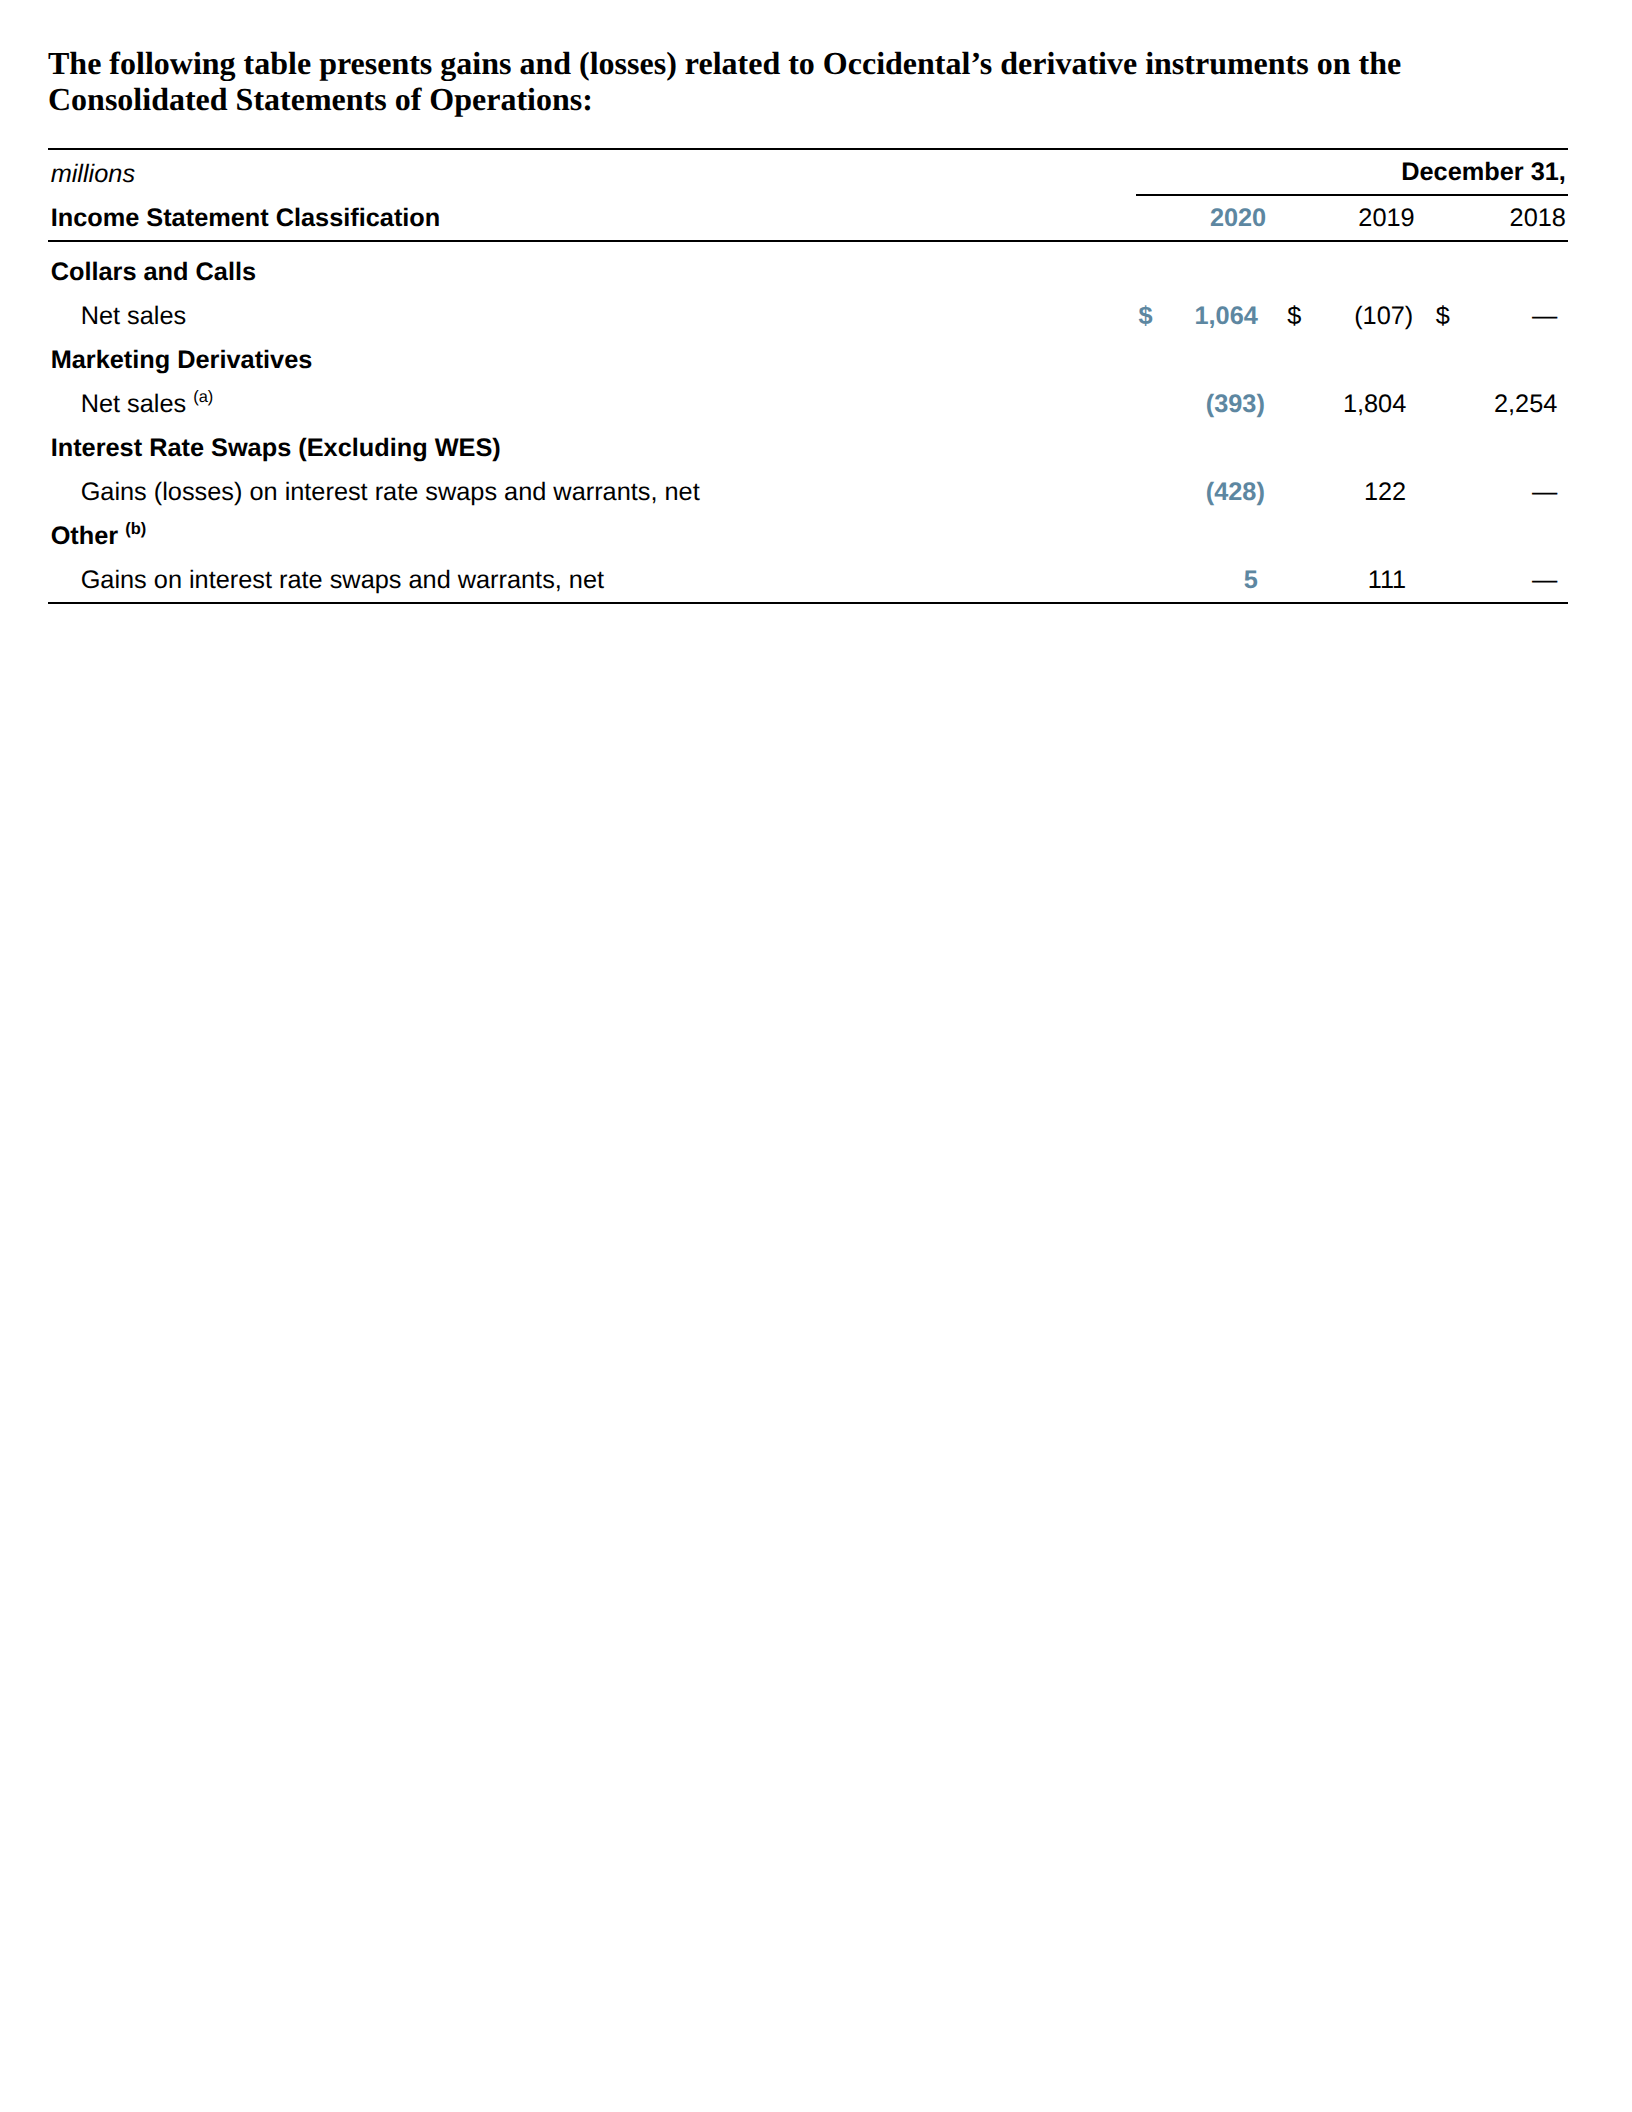 The following table presents gains and (losses) related to Occidental’s derivative instruments on the
Consolidated Statements of Operations:
millions December 31,
Income Statement Classification 2020 2019 2018
Collars and Calls
Net sales $ 1,064 $ (107) $ —
Marketing Derivatives
Net sales (a) (393) 1,804 2,254
Interest Rate Swaps (Excluding WES)
Gains (losses) on interest rate swaps and warrants, net (428) 122 —
Other (b)
Gains on interest rate swaps and warrants, net 5 111 —